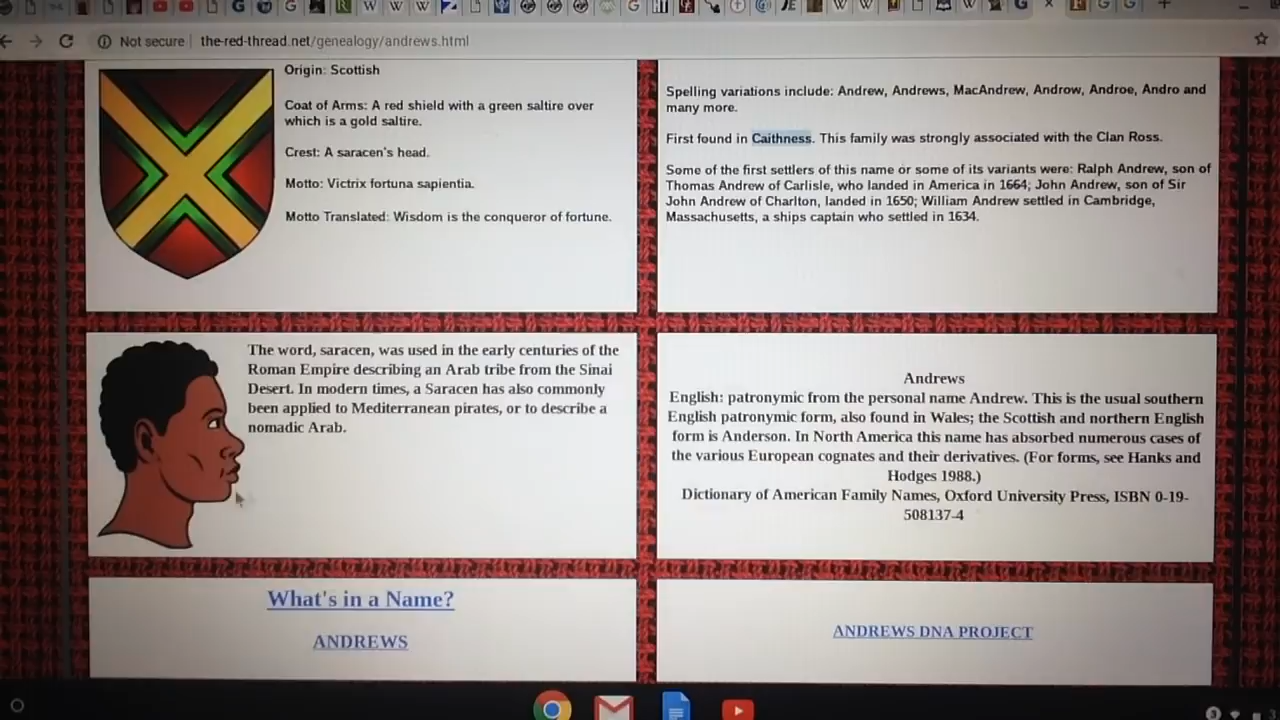 Not secure
the-red-thread.net/genealogy/andrews.html
Origin: Scottish
Coat of Arms: A red shield with a green saltire over
which is a gold saltire.
Crest: A saracen's head.
Motto: Victrix fortuna sapientia.
Motto Translated: Wisdom is the conqueror of fortune.
Spelling variations include: Andrew, Andrews, MacAndrew, Androw, Androe, Andro and
many more.
First found in Caithness. This family was strongly associated with the Clan Ross.
Some of the first settlers of this name or some of its variants were: Ralph Andrew, son of
Thomas Andrew of Carlisle, who landed in America in 1664; John Andrew, son of Sir
John Andrew of Charlton, landed in 1650; William Andrew settled in Cambridge,
Massachusetts, a ships captain who settled in 1634.
The word, saracen, was used in the early centuries of the
Roman Empire describing an Arab tribe from the Sinai
Desert. In modern times, a Saracen has also commonly
been applied to Mediterranean pirates, or to describe a
nomadic Arab.
Andrews
English: patronymic from the personal name Andrew. This is the usual southern
English patronymic form, also found in Wales; the Scottish and northern English
form is Anderson. In North America this name has absorbed numerous cases of
the various European cognates and their derivatives. (For forms, see Hanks and
Hodges 1988.)
Dictionary of American Family Names, Oxford University Press, ISBN 0-19-
508137-4
What's in a Name?
ANDREWS
ANDREWS DNA PROJECT